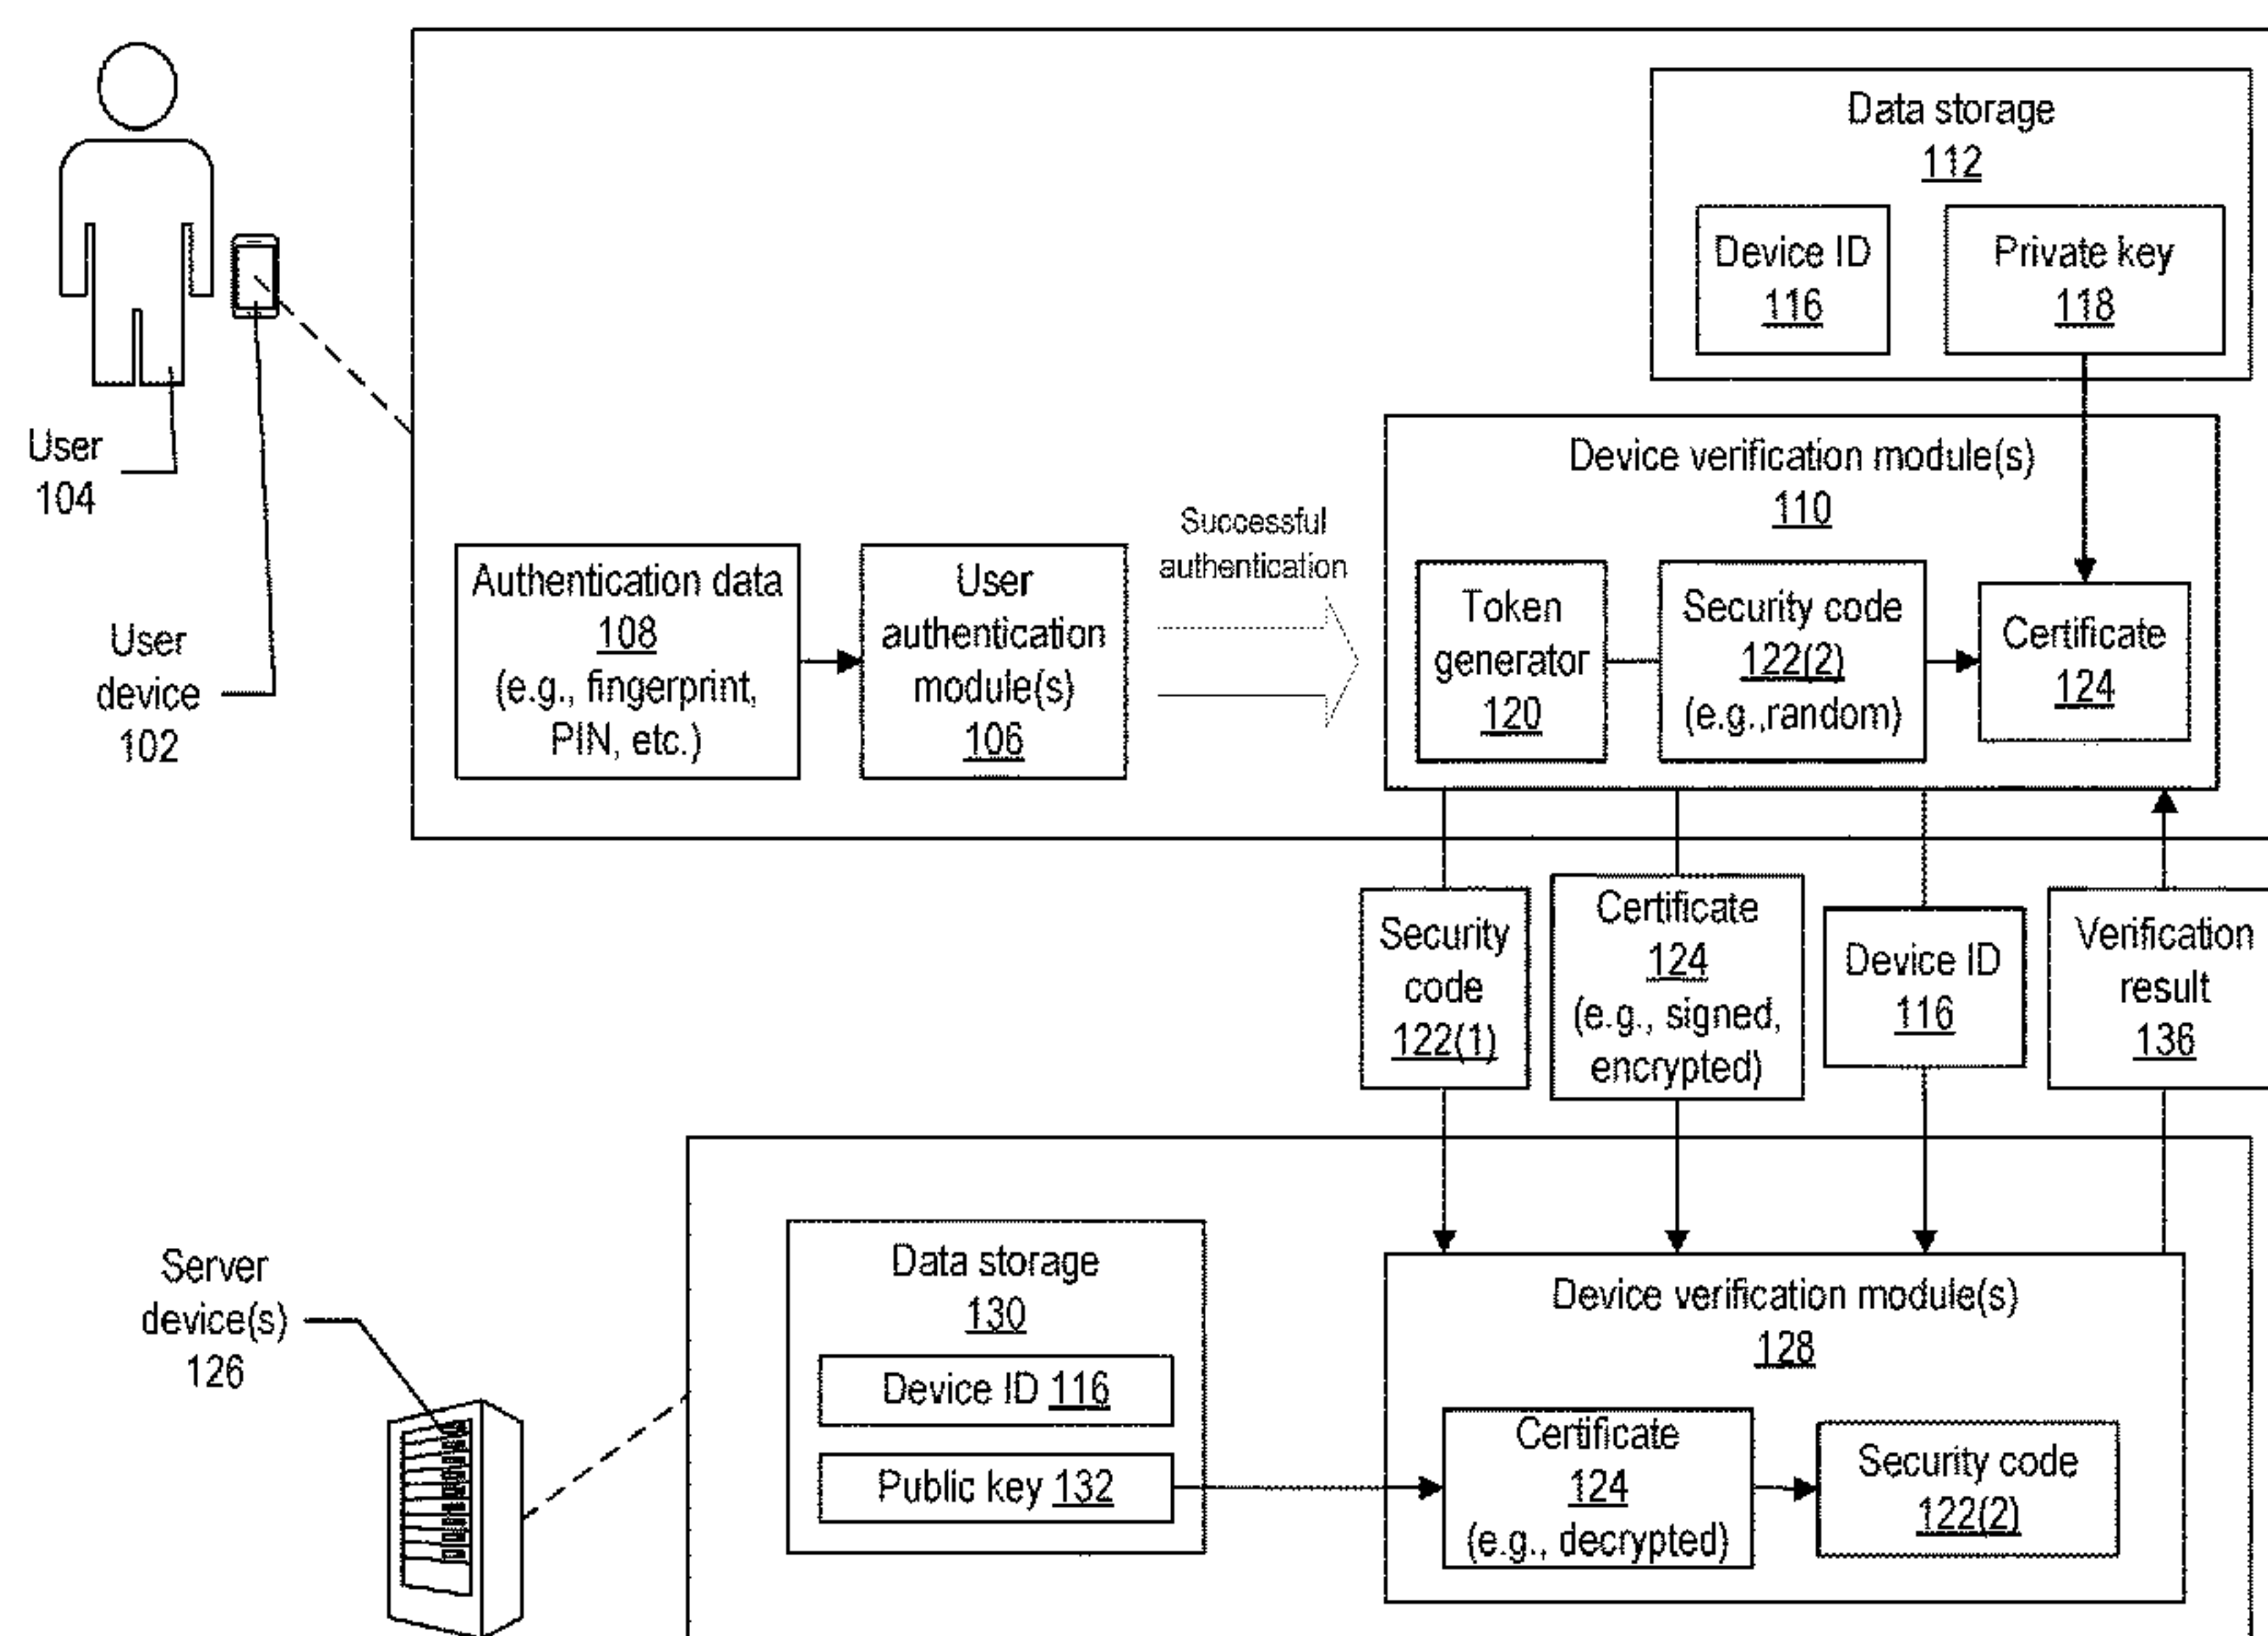 Data storage
112
Device ID
116
Private key
118
User
104
User
device
102
Authentication data
108
(e.g., fingerprint,
PIN, etc.)
User
authentication
module(s)
106
Successful
authentication
Device verification module(s)
110
Token
generator
120
Security code
122(2)
(e.g.,random)
Certificate
124
Security
code
122(1)
Certificate
124
(e.g., signed,
encrypted)
Device ID
116
Verification
result
136
Server
device(s)
126
Data storage
130
Device ID 116
Public key 132
Device verification module(s)
128
Certificate
124
(e.g., decrypted)
Security code
122(2)